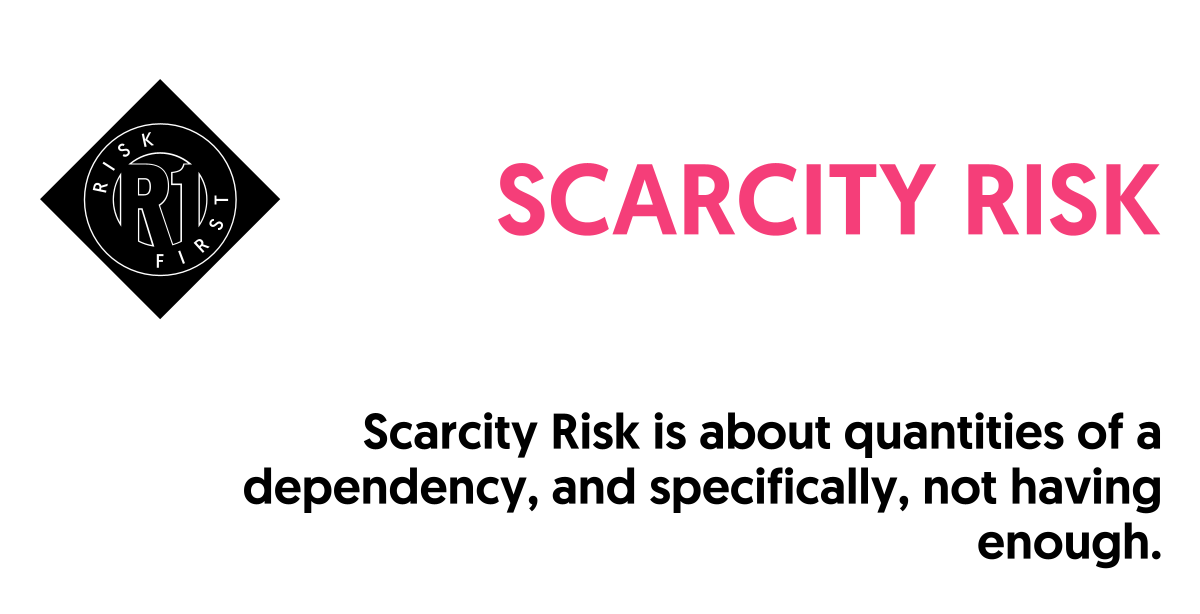 RISK
R1
FIRST
SCARCITY RISK
Scarcity Risk is about quantities of a
dependency, and specifically, not having
enough.